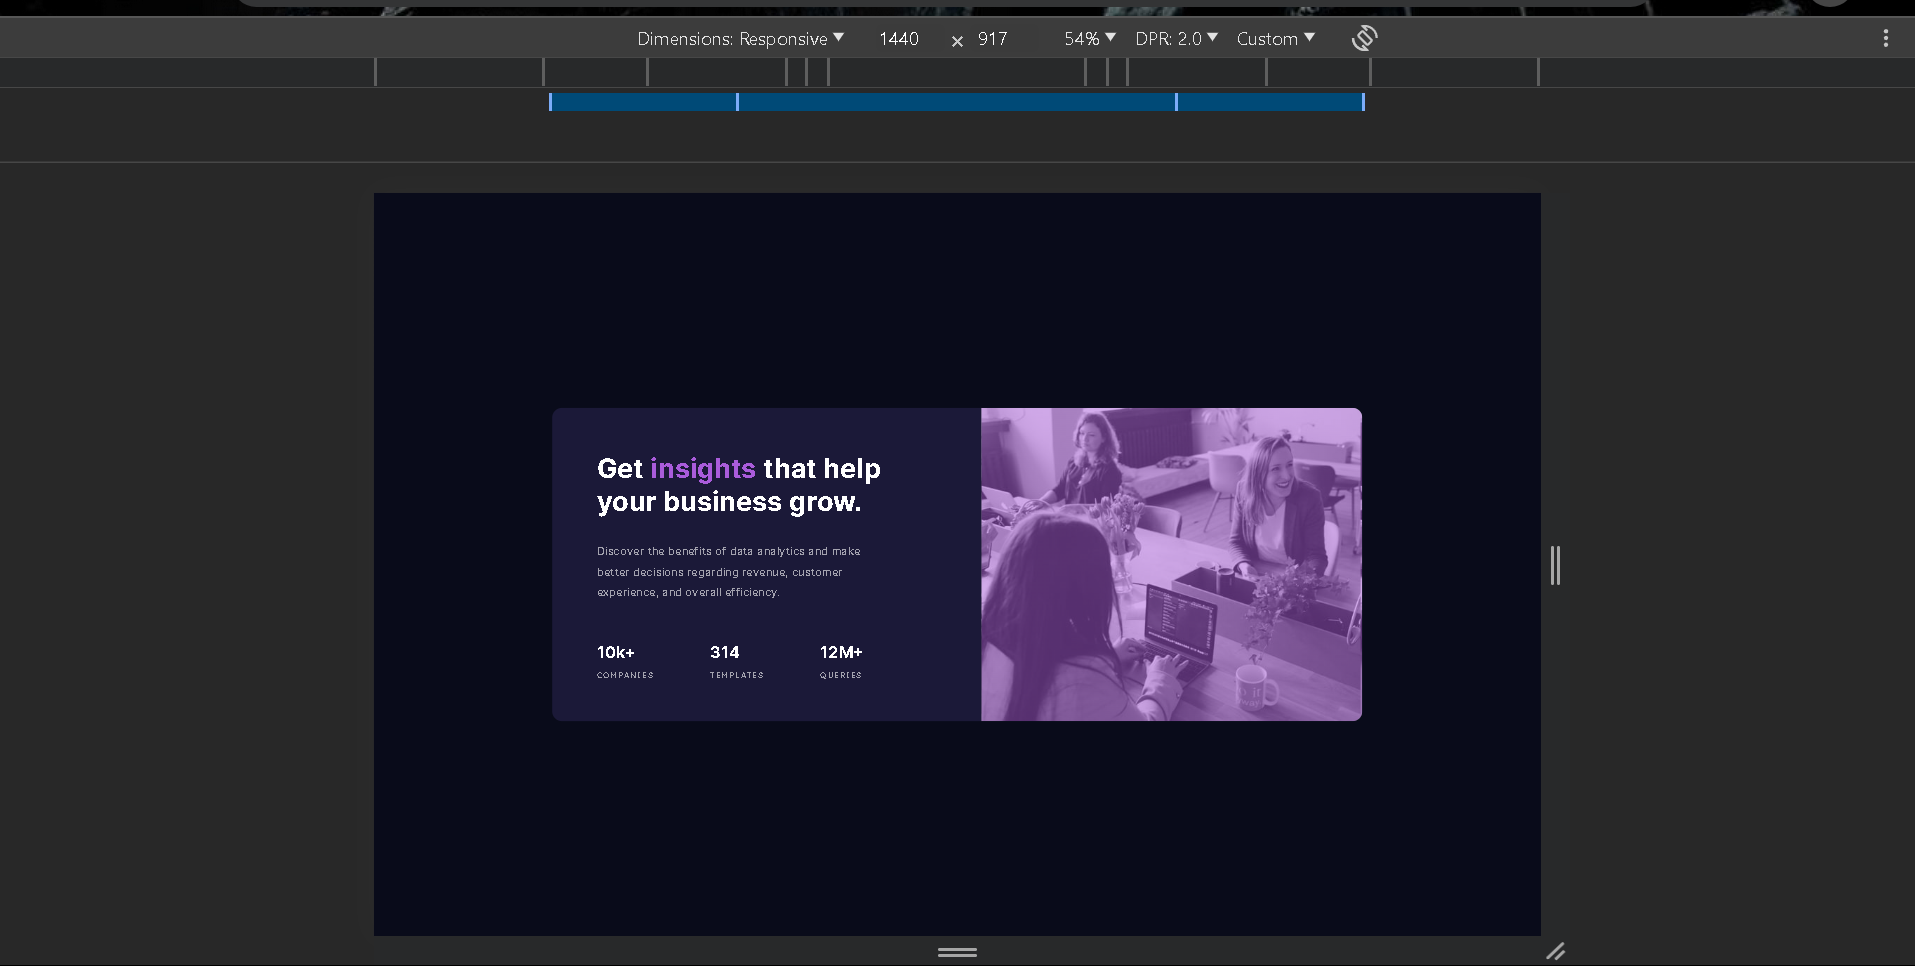 Dimensions: Responsive ▼ 1440 × 917 54% ▼ DPR: 2.0 ▼ Custom ▼
Get insights that help
your business grow.
Discover the benefits of data analytics and make
better decisions regarding revenue, customer
experience, and overall efficiency.
10k+ 314 12M+
COMPANIES TEMPLATES QUERIES